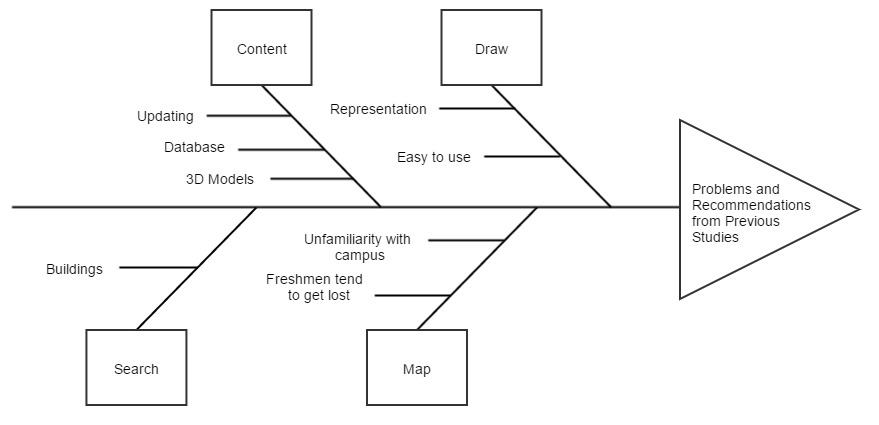 Content
Draw
Updating
Representation
Database
Easy to use
3D Models
Problems and
Recommendations
from Previous
Studies
Unfamiliarity with
campus
Buildings
Freshmen tend
to get lost
Search
Map